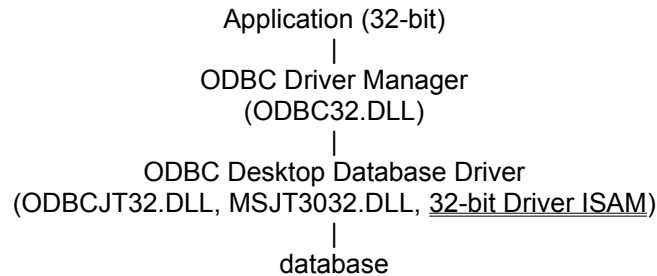 Application (32-bit)
|
ODBC Driver Manager
(ODBC32.DLL)
|
ODBC Desktop Database Driver
(ODBCJT32.DLL, MSJT3032.DLL, 32-bit Driver ISAM)
|
database